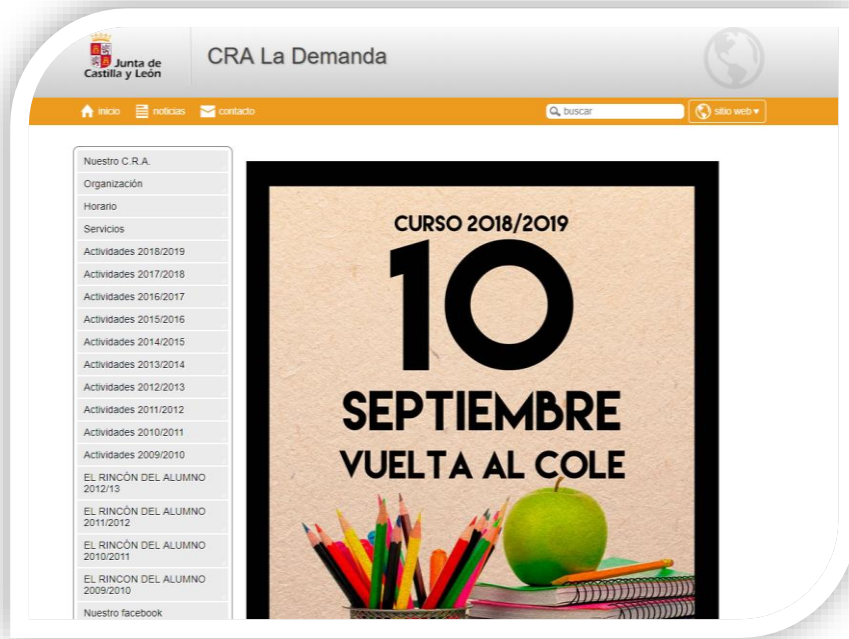 Junta de
Castilla y León
CRA La Demanda
inicio noticias contacto buscar sitio web
Nuestro C.R.A.
Organización
Horario
Servicios
Actividades 2018/2019
Actividades 2017/2018
Actividades 2016/2017
Actividades 2015/2016
Actividades 2014/2015
Actividades 2013/2014
Actividades 2012/2013
Actividades 2011/2012
Actividades 2010/2011
Actividades 2009/2010
EL RINCÓN DEL ALUMNO
2012/13
EL RINCÓN DEL ALUMNO
2011/2012
EL RINCÓN DEL ALUMNO
2010/2011
EL RINCON DEL ALUMNO
2009/2010
Nuestro facebook
CURSO 2018/2019
10
SEPTIEMBRE
VUELTA AL COLE